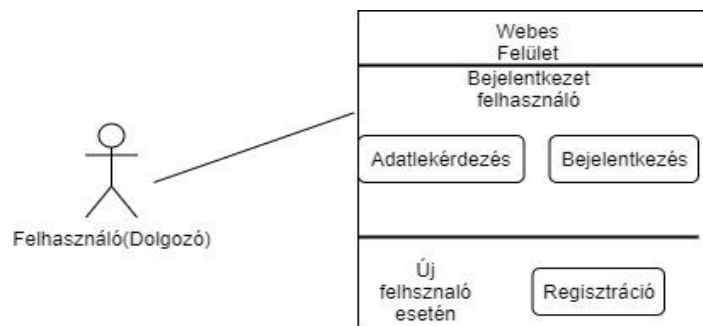 Webes
Felület
Bejelentkezet
felhasználó
Adatlekérdezés
Bejelentkezés
Felhasználó(Dolgozó)
Új
felhsznaló
esetén
Regisztráció